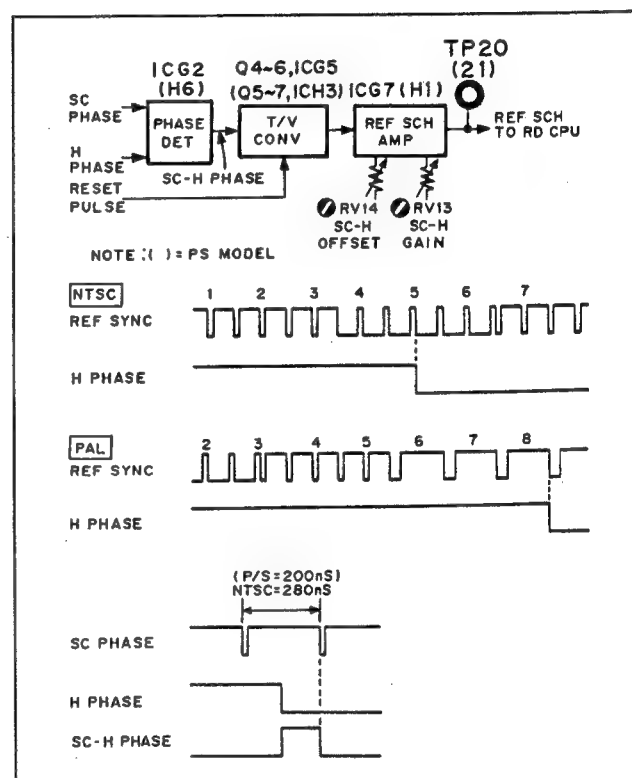 TP20
(21)
ICG2
(H6)
Q4~6,ICG5
(Q5~7,ICH3)
ICG7(H1)
SC
PHASE
H
PHASE
RESET
PULSE
PHASE
DET
T/V
CONV
REF SCH
AMP
REF SCH
TO RD CPU
SC-H PHASE
RV14
SC-H
OFFSET
RV13
SC-H
GAIN
NOTE:( )=PS MODEL
NTSC
1 2 3 4 5 6 7
REF SYNC
H PHASE
PAL
2 3 4 5 6 7 8
REF SYNC
H PHASE
(P/S=200nS)
NTSC=280nS
SC PHASE
H PHASE
SC-H PHASE